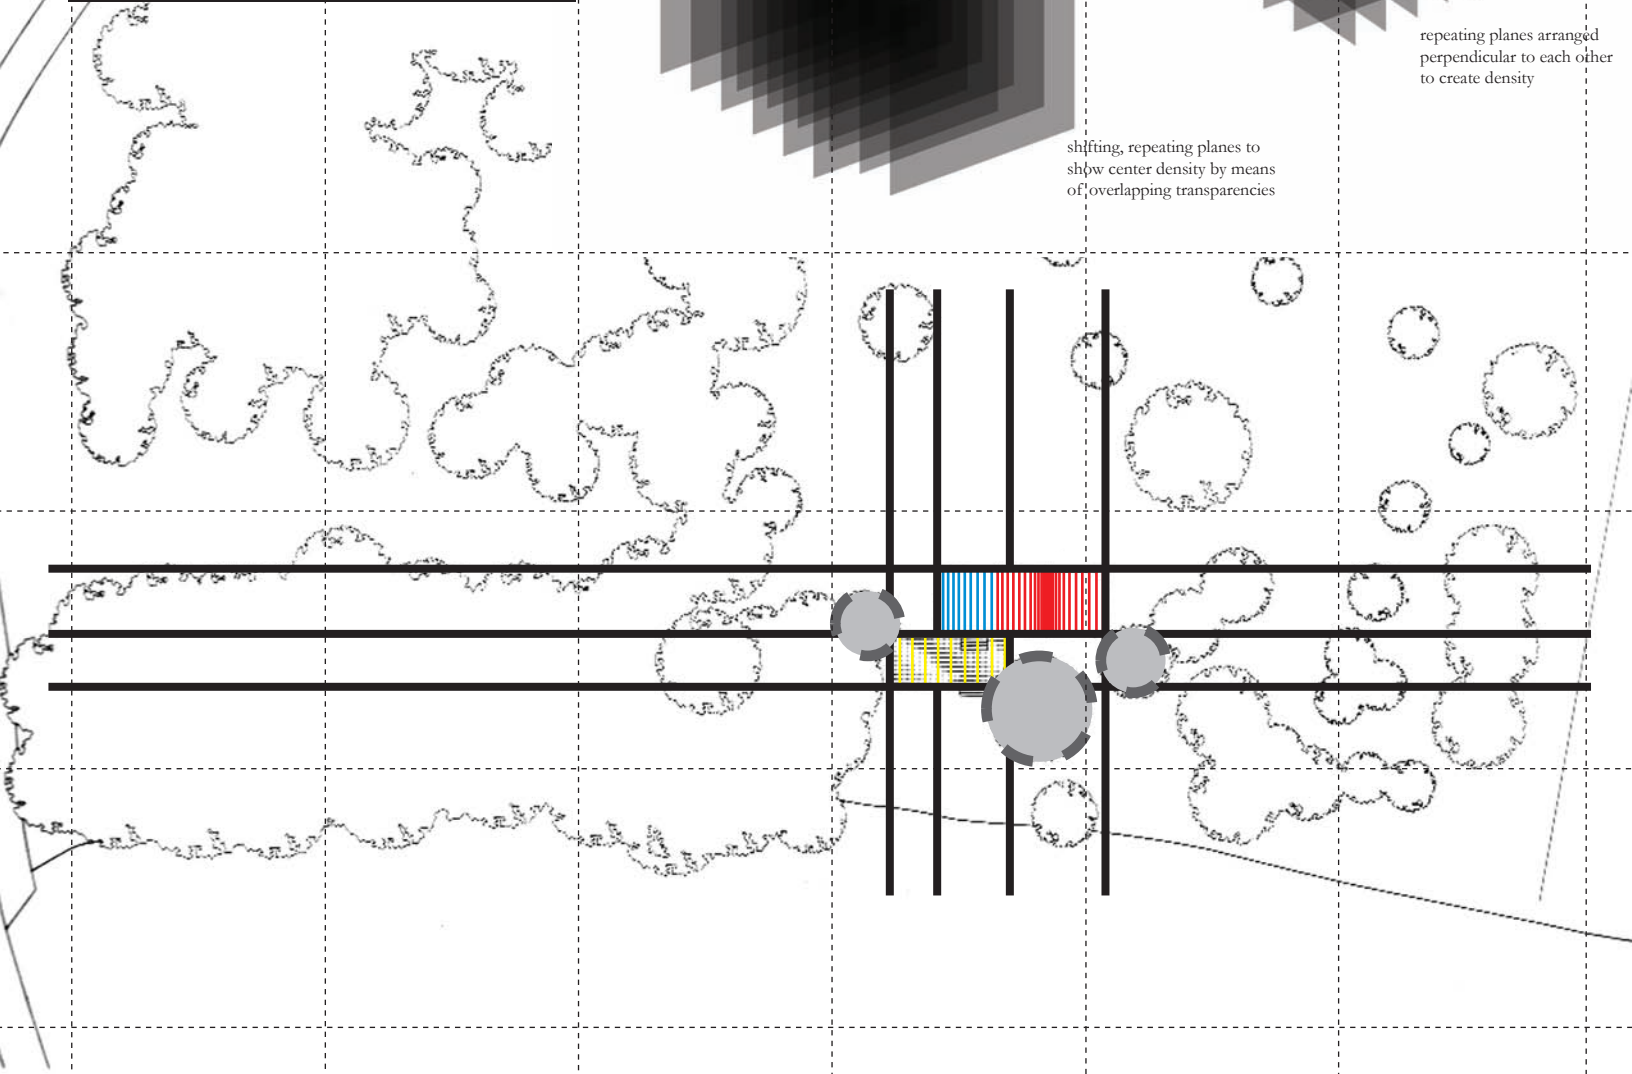 repeating planes arranged
perpendicular to each other
to create density
shifting, repeating planes to
show center density by means
of overlapping transparencies